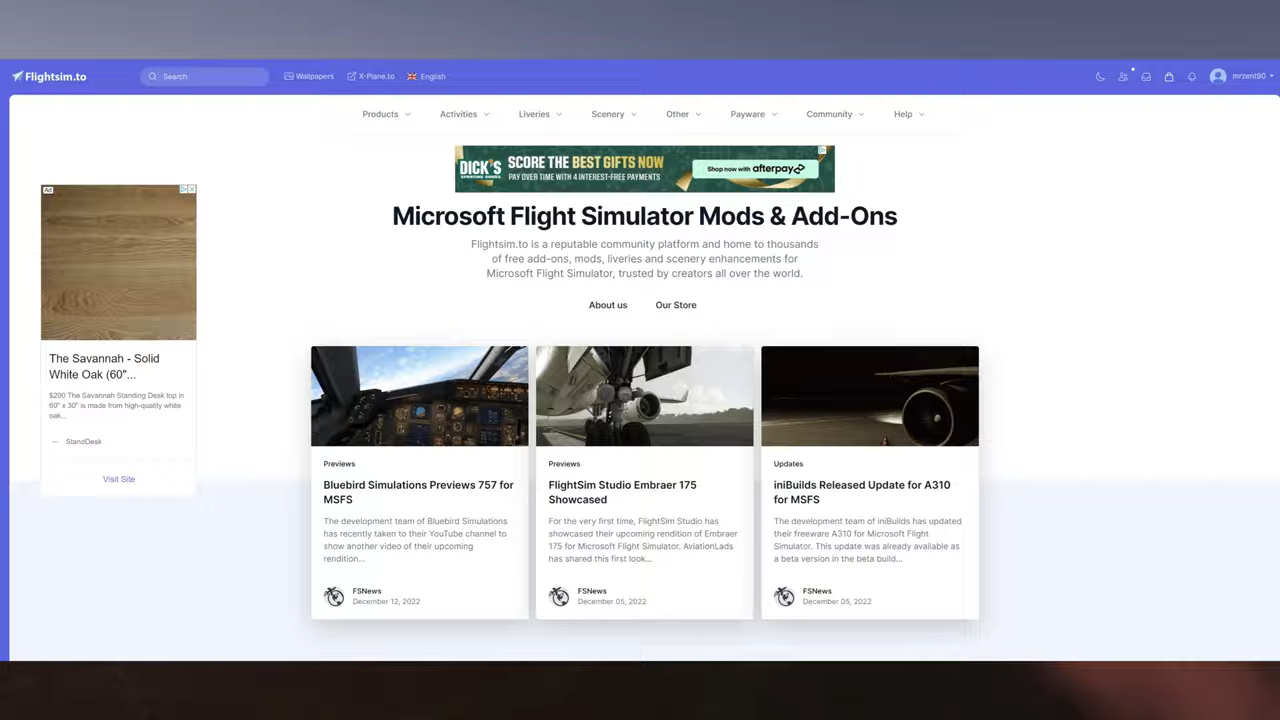 Flightsim.to
Search
Wallpapers
X-Plane.to
English
mrzent90
Products
Activities
Liveries
Scenery
Other
Payware
Community
Help
DICK'S
SPORTING GOODS
SCORE THE BEST GIFTS NOW
PAY OVER TIME WITH 4 INTEREST-FREE PAYMENTS
Shop now with afterpay
Ad
The Savannah - Solid
White Oak (60"...
$200 The Savannah Standing Desk top in
60" x 30" is made from high-quality white
oak...
StandDesk
Visit Site
Microsoft Flight Simulator Mods & Add-Ons
Flightsim.to is a reputable community platform and home to thousands
of free add-ons, mods, liveries and scenery enhancements for
Microsoft Flight Simulator, trusted by creators all over the world.
About us
Our Store
Previews
Bluebird Simulations Previews 757 for
MSFS
The development team of Bluebird Simulations
has recently taken to their YouTube channel to
show another video of their upcoming
rendition...
FSNews
December 12, 2022
Previews
FlightSim Studio Embraer 175
Showcased
For the very first time, FlightSim Studio has
showcased their upcoming rendition of Embraer
175 for Microsoft Flight Simulator. AviationLads
has shared this first look...
FSNews
December 05, 2022
Updates
iniBuilds Released Update for A310
for MSFS
The development team of iniBuilds has updated
their freeware A310 for Microsoft Flight
Simulator. This update was already available as
a beta version in the beta build...
FSNews
December 05, 2022